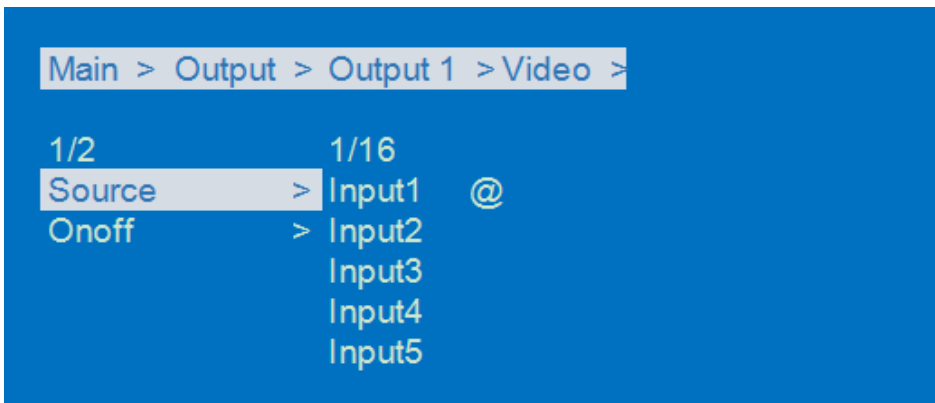 Main > Output > Output 1 > Video >
1/2 1/16
Source > Input1 @
Onoff > Input2
Input3
Input4
Input5